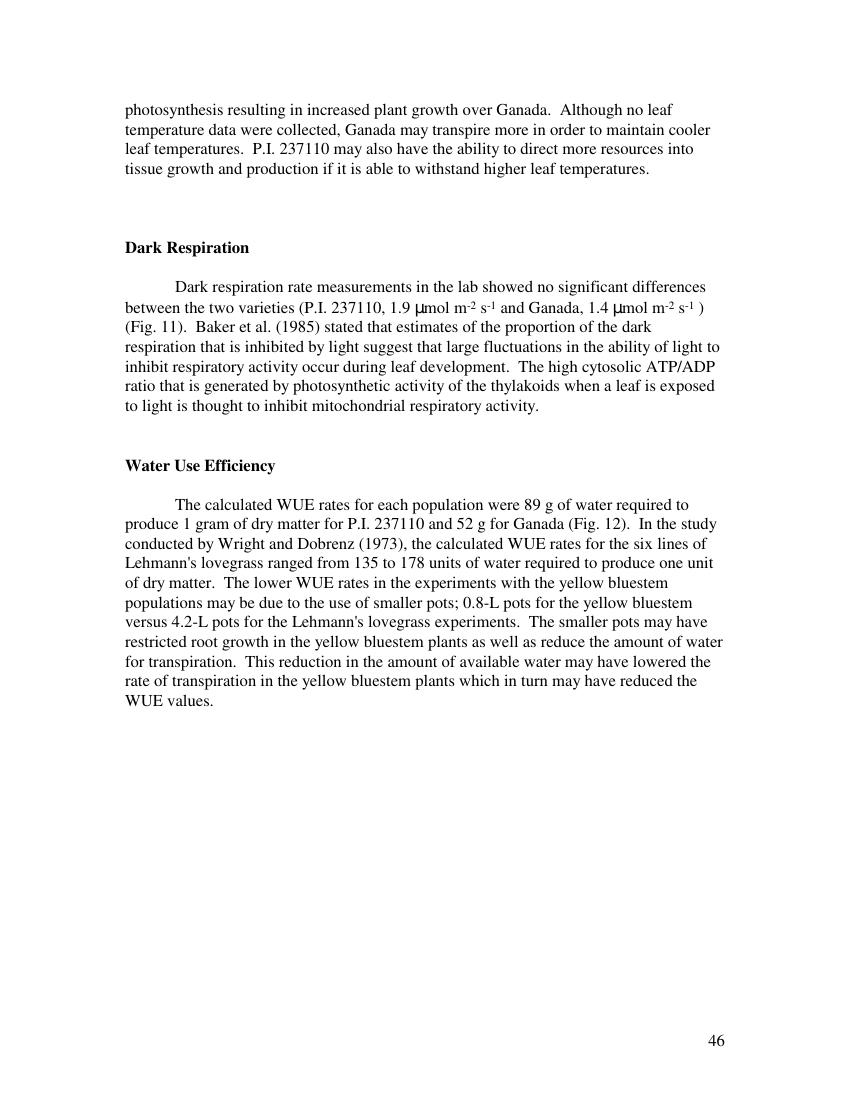 photosynthesis resulting in increased plant growth over Ganada.  Although no leaf
temperature data were collected, Ganada may transpire more in order to maintain cooler
leaf temperatures.  P.I. 237110 may also have the ability to direct more resources into
tissue growth and production if it is able to withstand higher leaf temperatures.
Dark Respiration
Dark respiration rate measurements in the lab showed no significant differences
between the two varieties (P.I. 237110, 1.9 μmol m-2 s-1 and Ganada, 1.4 μmol m-2 s-1 )
(Fig. 11).  Baker et al. (1985) stated that estimates of the proportion of the dark
respiration that is inhibited by light suggest that large fluctuations in the ability of light to
inhibit respiratory activity occur during leaf development.  The high cytosolic ATP/ADP
ratio that is generated by photosynthetic activity of the thylakoids when a leaf is exposed
to light is thought to inhibit mitochondrial respiratory activity.
Water Use Efficiency
The calculated WUE rates for each population were 89 g of water required to
produce 1 gram of dry matter for P.I. 237110 and 52 g for Ganada (Fig. 12).  In the study
conducted by Wright and Dobrenz (1973), the calculated WUE rates for the six lines of
Lehmann's lovegrass ranged from 135 to 178 units of water required to produce one unit
of dry matter.  The lower WUE rates in the experiments with the yellow bluestem
populations may be due to the use of smaller pots; 0.8-L pots for the yellow bluestem
versus 4.2-L pots for the Lehmann's lovegrass experiments.  The smaller pots may have
restricted root growth in the yellow bluestem plants as well as reduce the amount of water
for transpiration.  This reduction in the amount of available water may have lowered the
rate of transpiration in the yellow bluestem plants which in turn may have reduced the
WUE values.
46